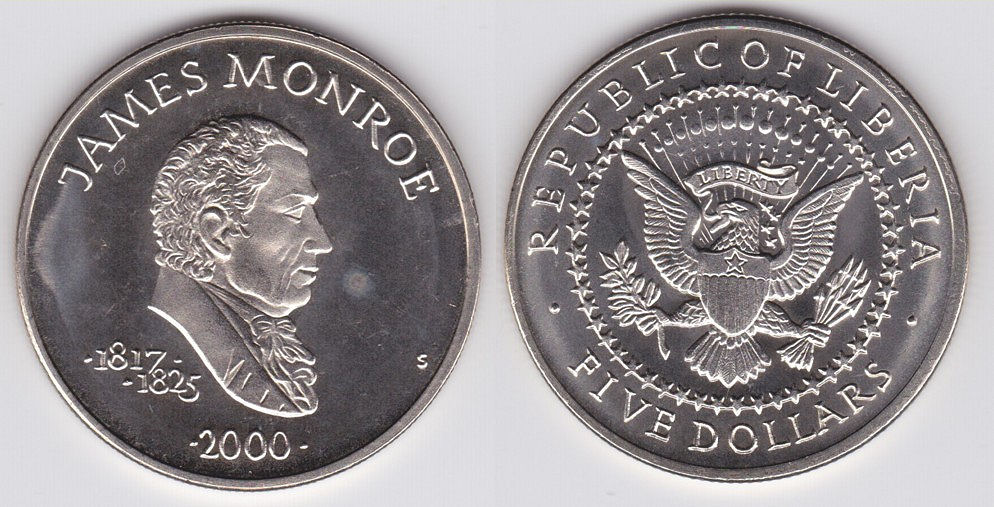 JAMES MONROE
-1817-
-1825
-2000-
S
REPUBLIC OF LIBERIA
LIBERTY
• FIVE DOLLARS •